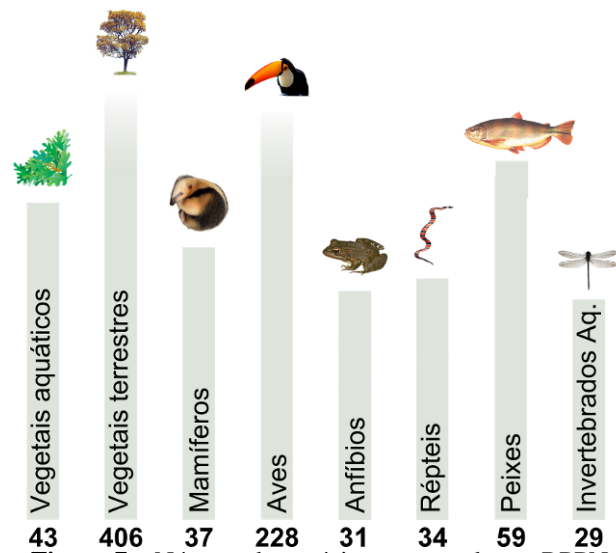 Vegetais aquáticos
Vegetais terrestres
Mamíferos
Aves
Anfíbios
Répteis
Peixes
Invertebrados Aq.
43 406 37 228 31 34 59 29